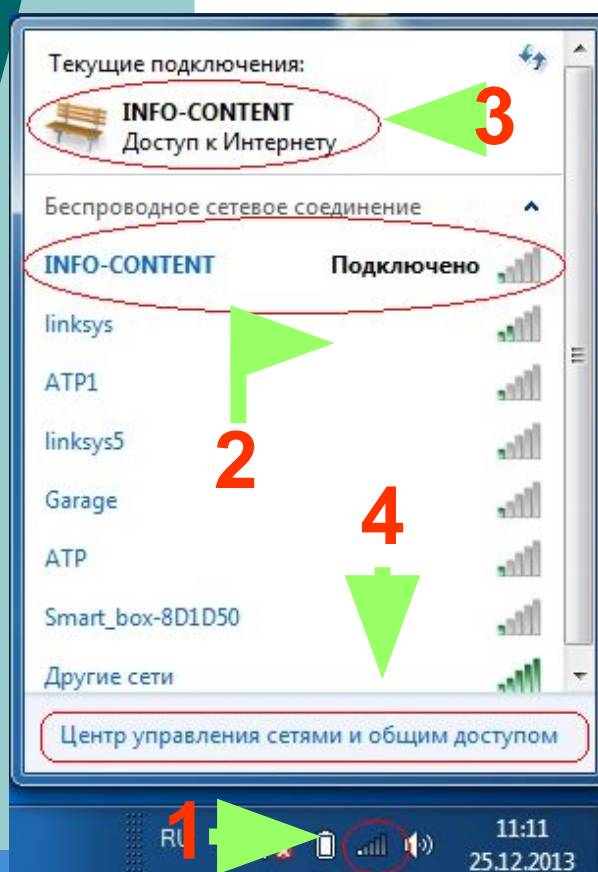 Текущие подключения:
INFO-CONTENT
Доступ к Интернету
3
Беспроводное сетевое соединение
INFO-CONTENT Подключено
linksys
ATP1
2
linksys5
Garage
4
ATP
Smart_box-8D1D50
Другие сети
Центр управления сетями и общим доступом
1
11:11
25.12.2013